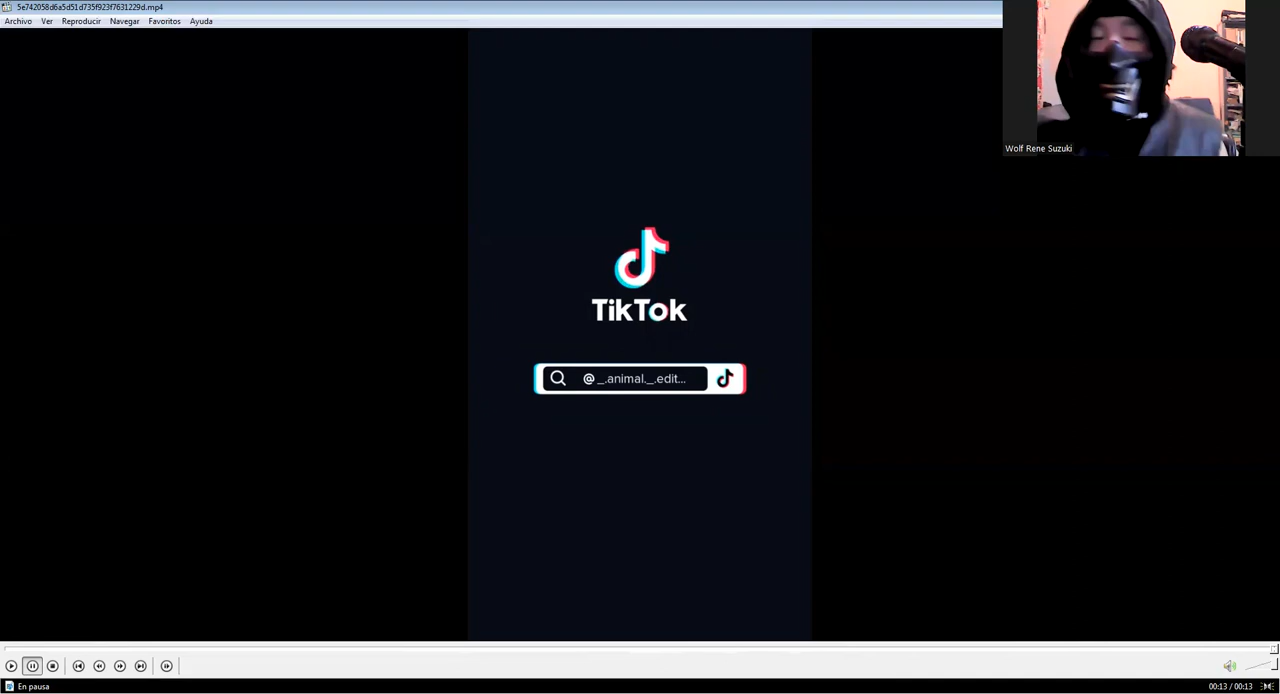 5e742058d6a5d51d735f923f7631229d.mp4
Archivo Ver Reproducir Navegar Favoritos Ayuda
Wolf Rene Suzuki
TikTok
@_.animal._.edit...
En pausa
00:13 / 00:13